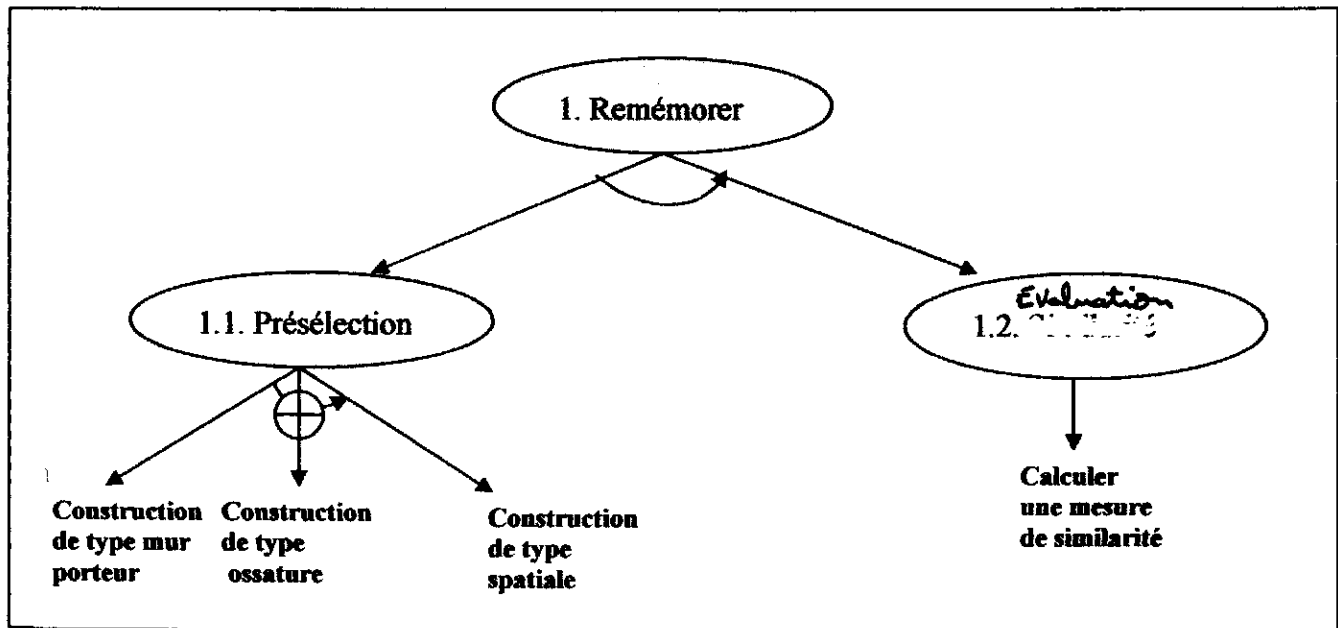 1. Remémorer
1.1. Présélection
Evaluation
1.2.
Construction
de type mur
porteur
Construction
de type
ossature
Construction
de type
spatiale
Calculer
une mesure
de similarité